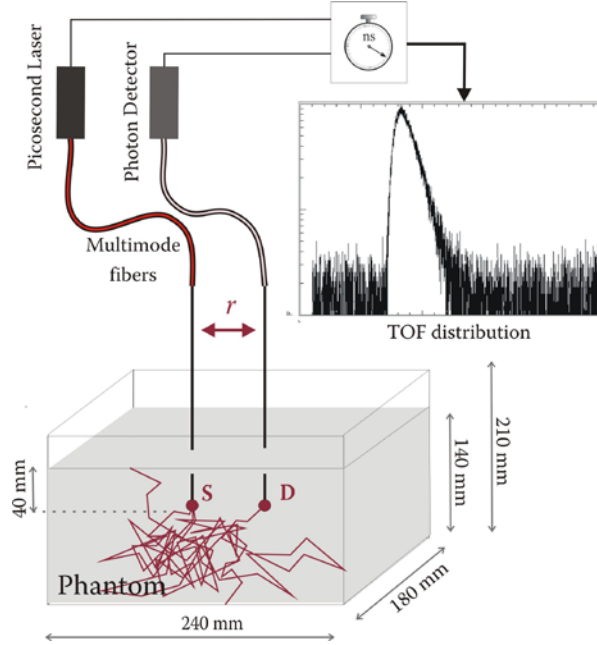 Picosecond Laser
Photon Detector
ns
Multimode
fibers
r
TOF distribution
S
D
40 mm
140 mm
210 mm
Phantom
180 mm
240 mm